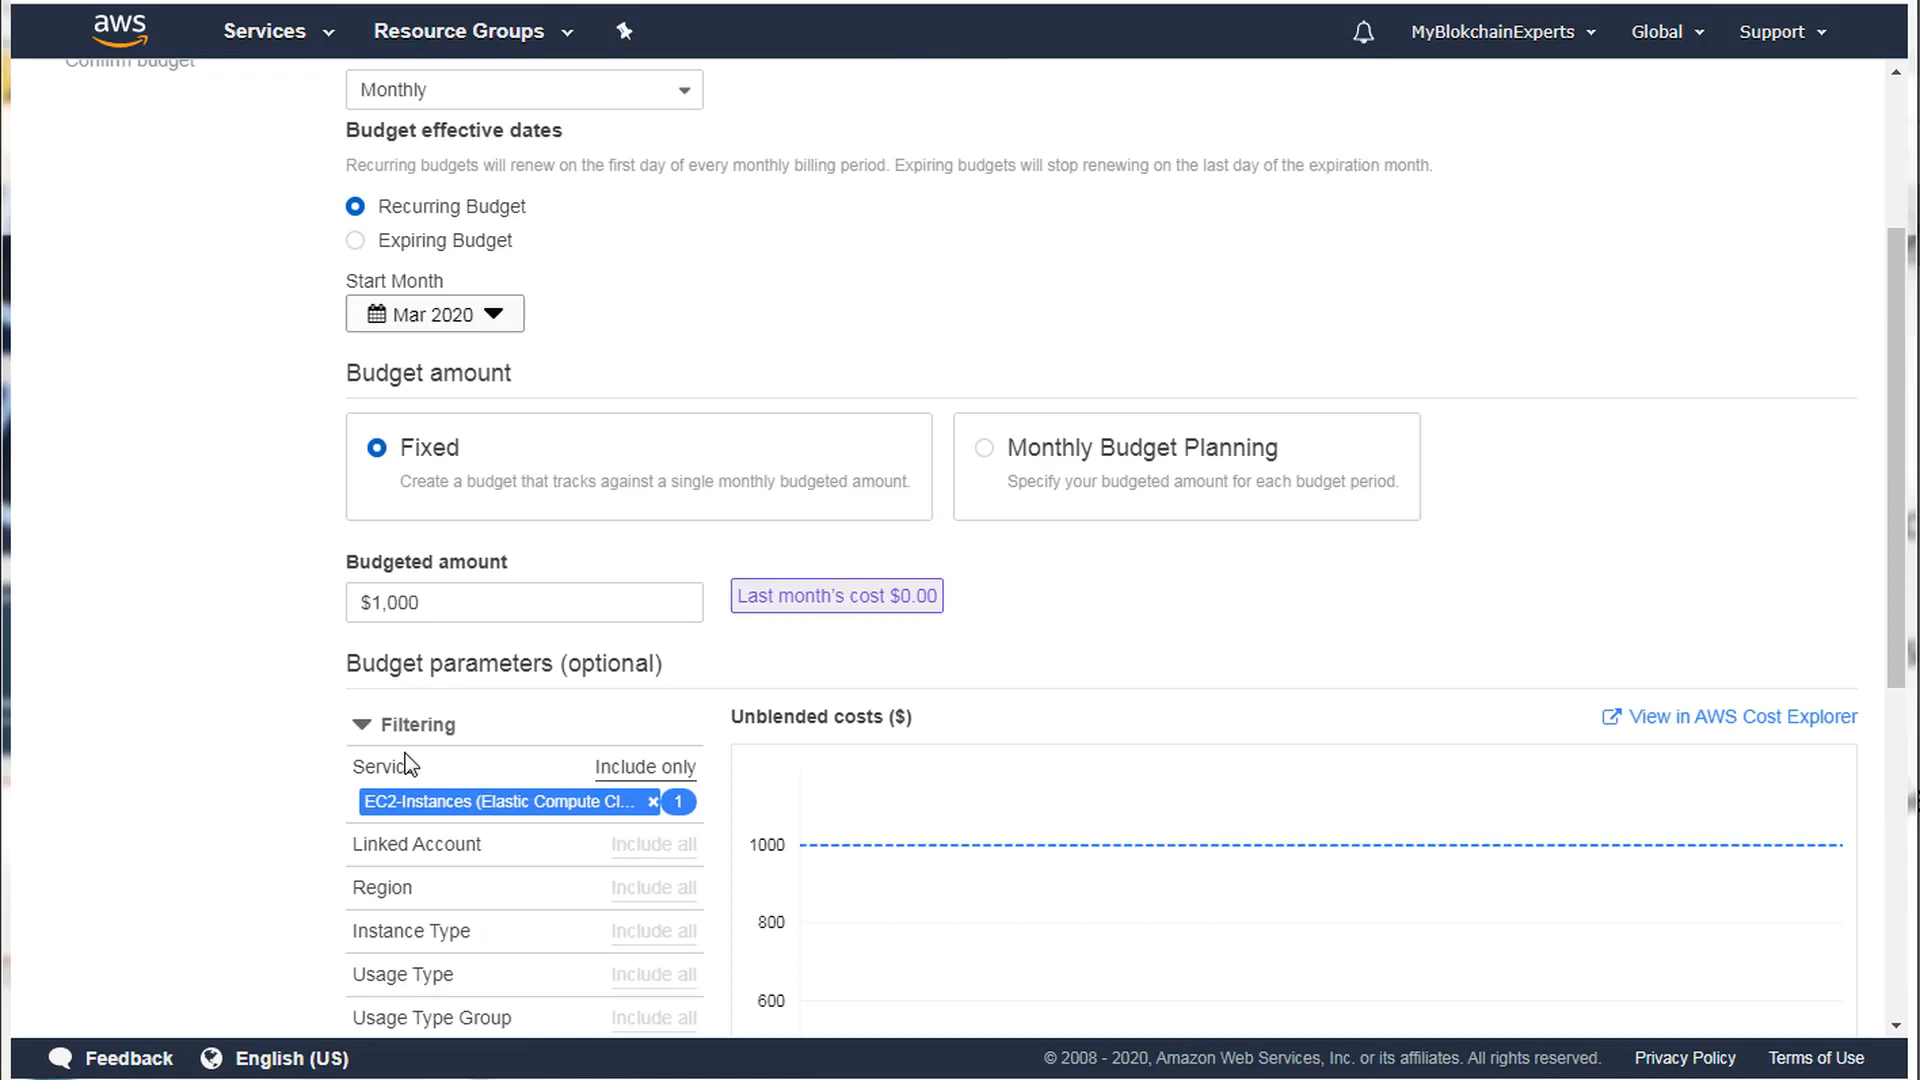 aws
Services
Resource Groups
MyBlokchainExperts
Global
Support
Confirm budget
Monthly
Budget effective dates
Recurring budgets will renew on the first day of every monthly billing period. Expiring budgets will stop renewing on the last day of the expiration month.
Recurring Budget
Expiring Budget
Start Month
Mar 2020
Budget amount
Fixed
Create a budget that tracks against a single monthly budgeted amount.
Monthly Budget Planning
Specify your budgeted amount for each budget period.
Budgeted amount
$1,000
Last month's cost $0.00
Budget parameters (optional)
Filtering
Service
Include only
EC2-Instances (Elastic Compute Cl...
1
Linked Account
Include all
Region
Include all
Instance Type
Include all
Usage Type
Include all
Usage Type Group
Include all
Unblended costs ($)
View in AWS Cost Explorer
1000
800
600
Feedback
English (US)
© 2008 - 2020, Amazon Web Services, Inc. or its affiliates. All rights reserved.
Privacy Policy
Terms of Use